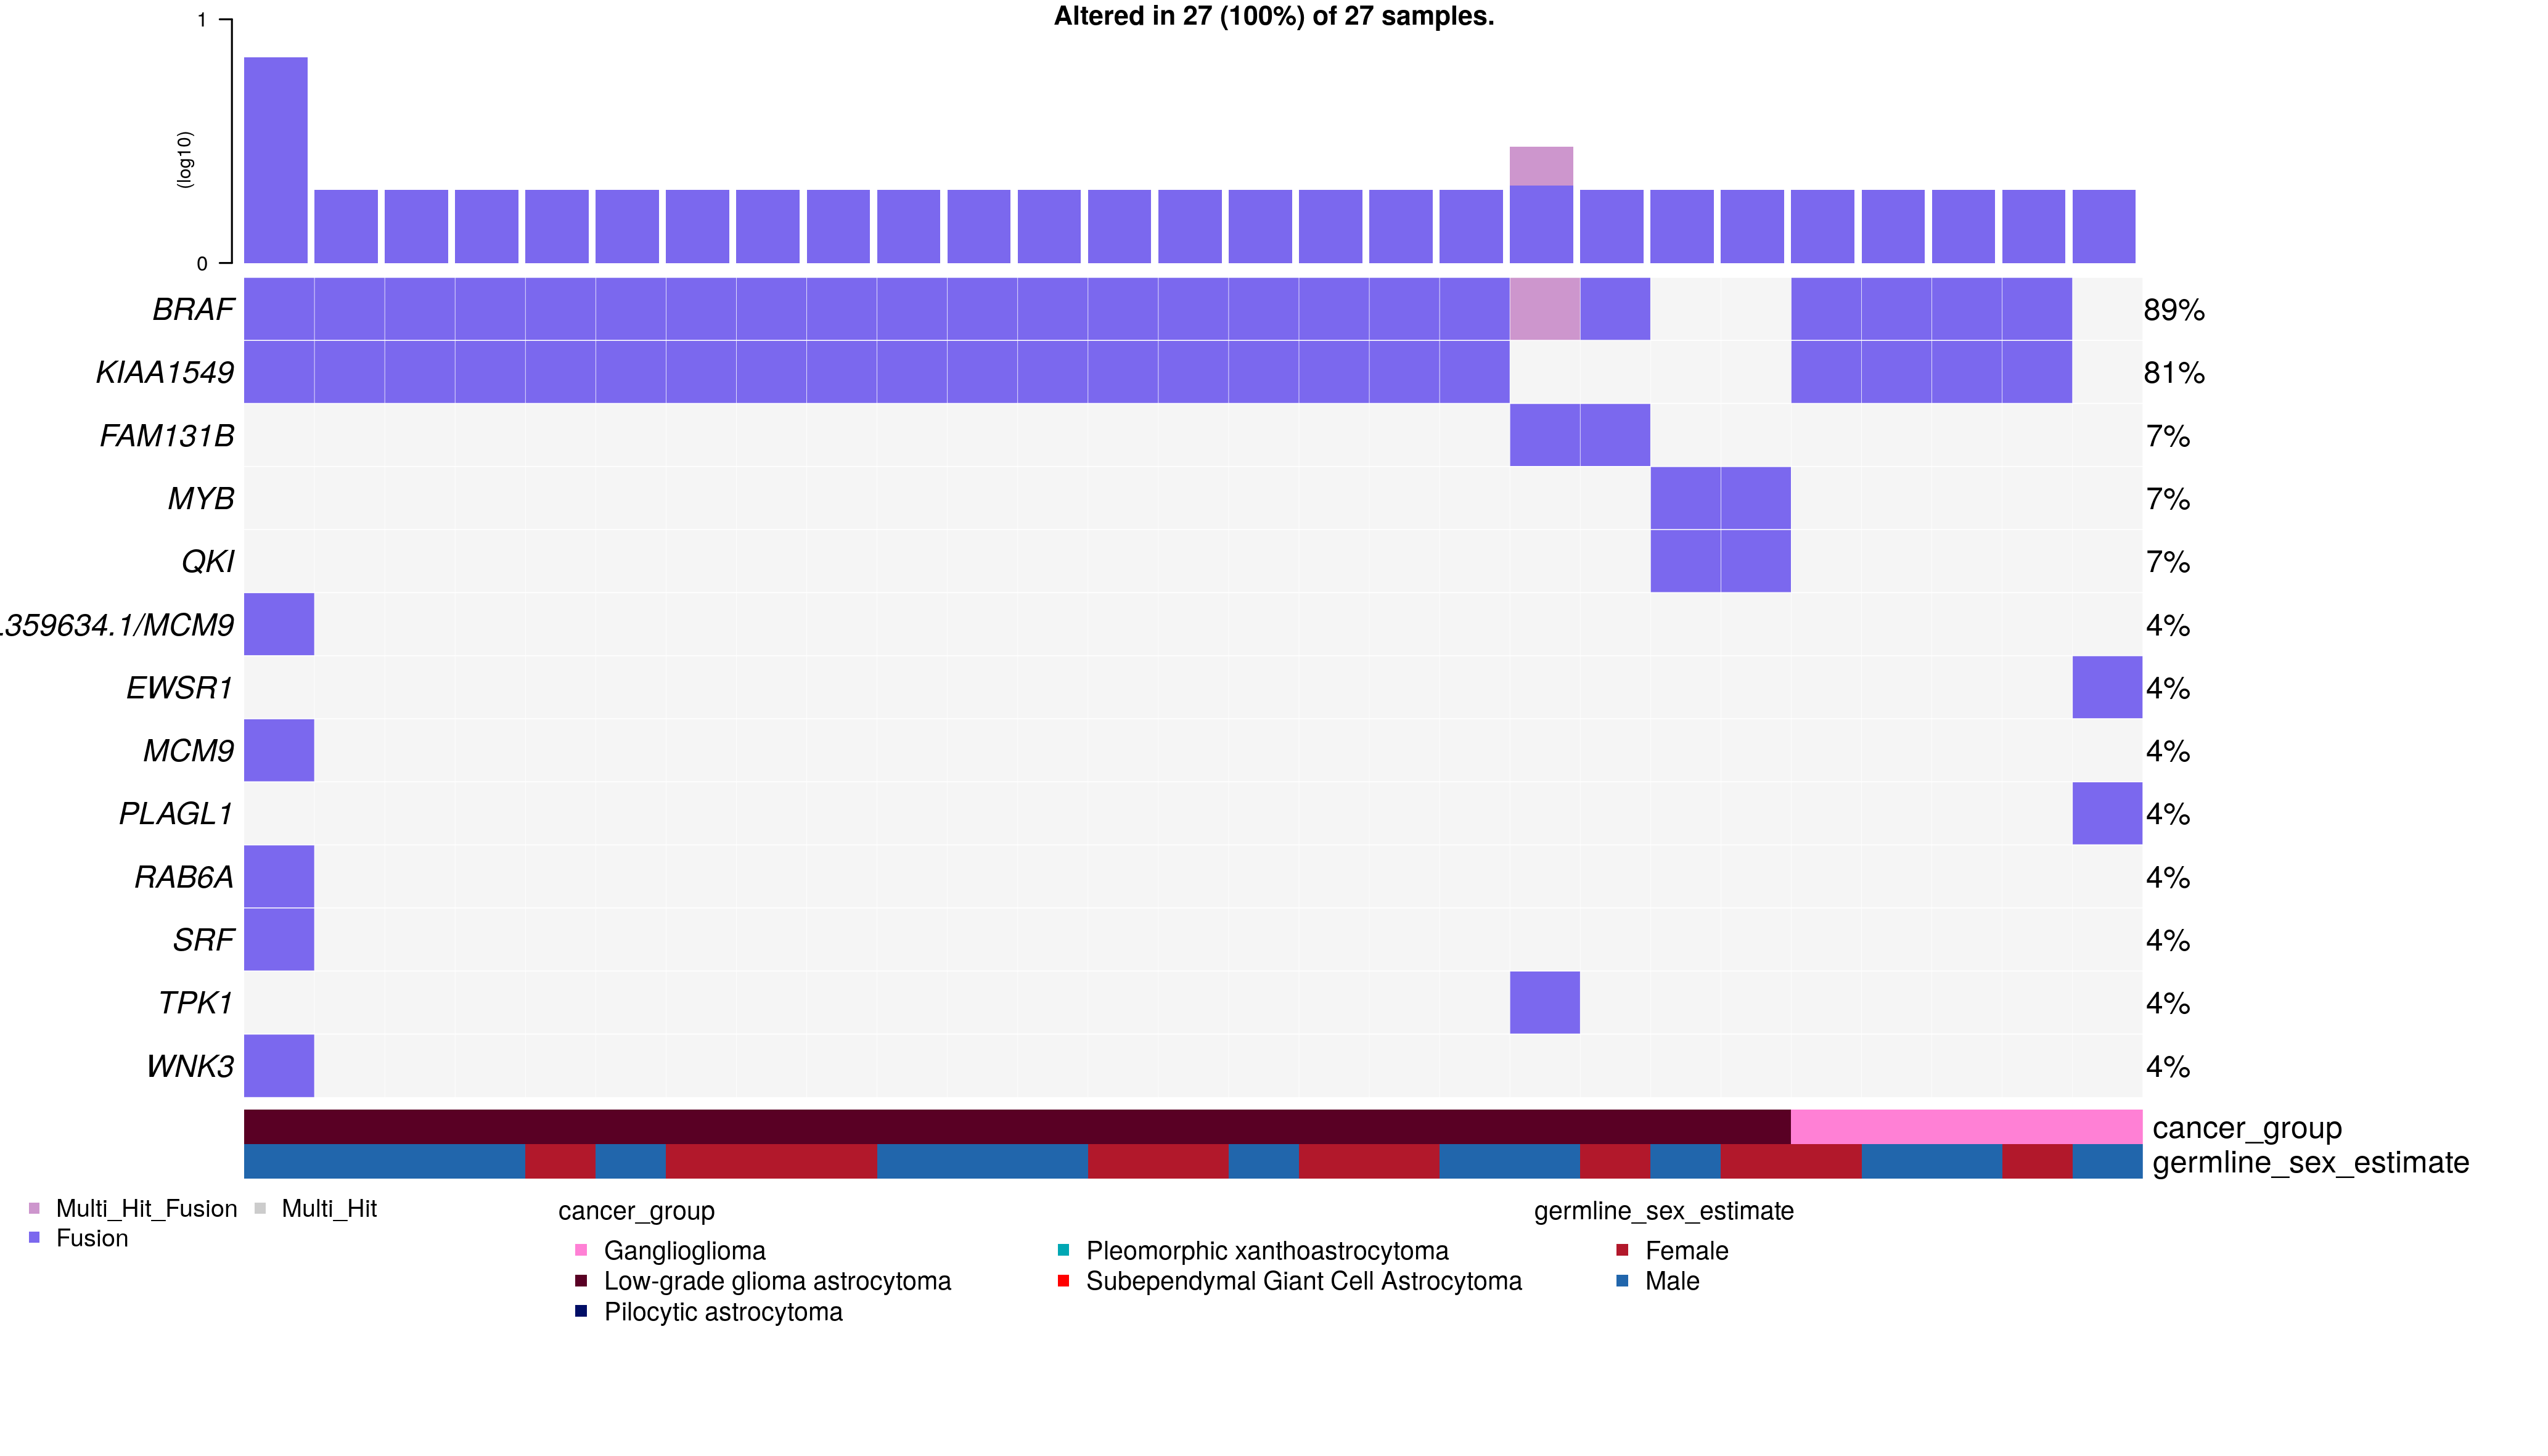 Altered in 27 (100%) of 27 samples.
1
(log10)
0
BRAF 89%
KIAA1549 81%
FAM131B 7%
MYB 7%
QKI 7%
.359634.1/MCM9 4%
EWSR1 4%
MCM9 4%
PLAGL1 4%
RAB6A 4%
SRF 4%
TPK1 4%
WNK3 4%
cancer_group
germline_sex_estimate
Multi_Hit_Fusion Multi_Hit
Fusion
cancer_group
Ganglioglioma Pleomorphic xanthoastrocytoma
Low-grade glioma astrocytoma Subependymal Giant Cell Astrocytoma
Pilocytic astrocytoma
germline_sex_estimate
Female
Male